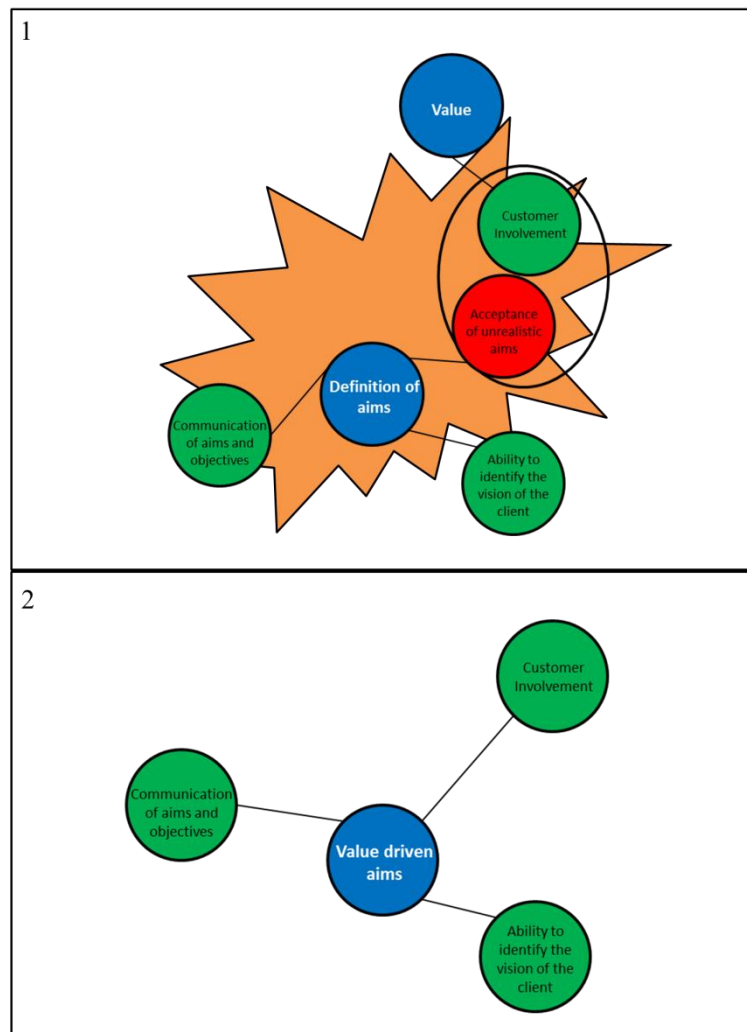 1
Value
Customer
Involvement
Acceptance
of unrealistic
aims
Definition of
aims
Communication
of aims and
objectives
Ability to
identify the
vision of the
client
2
Customer
Involvement
Communication
of aims and
objectives
Value driven
aims
Ability to
identify the
vision of the
client